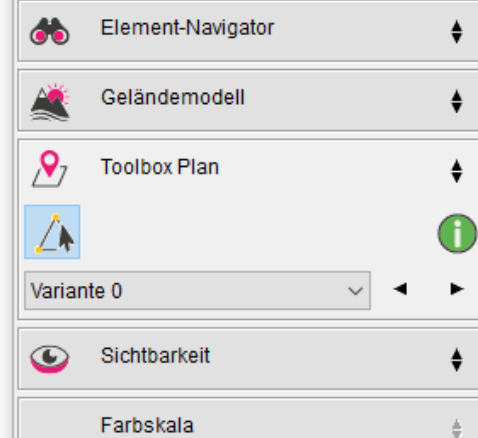 Element-Navigator
Geländemodell
Toolbox Plan
Variante 0
Sichtbarkeit
Farbskala